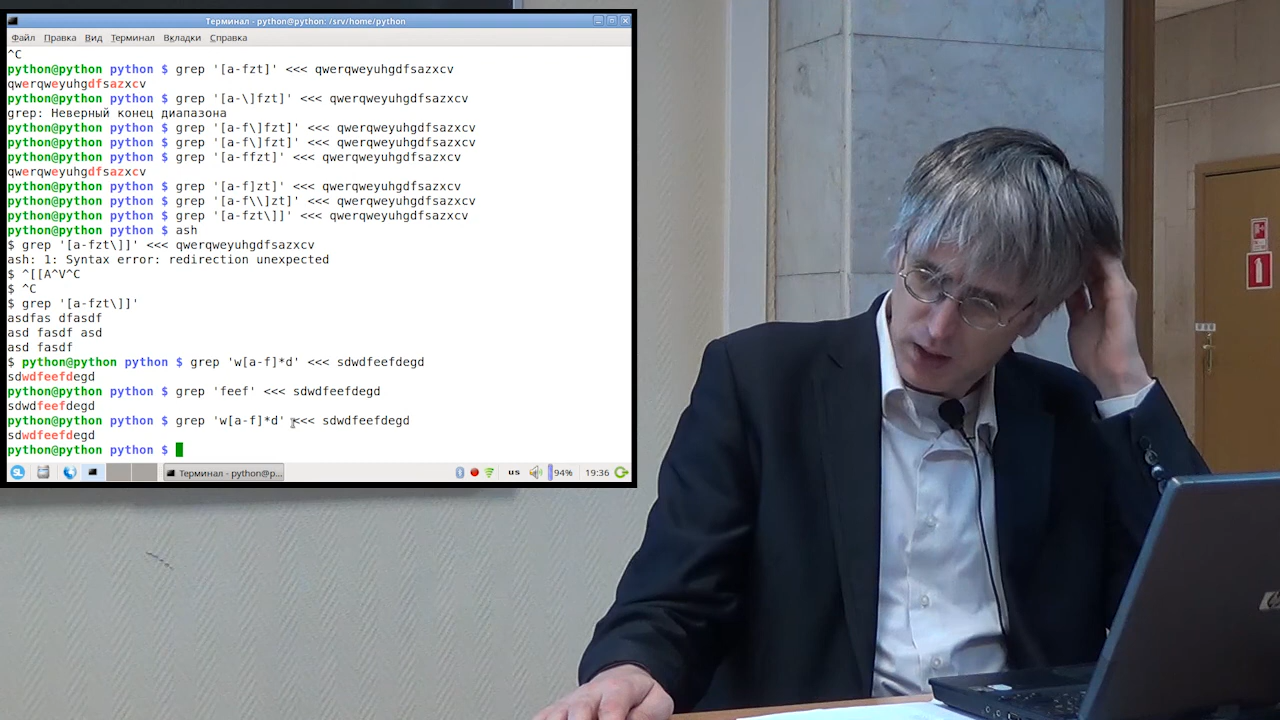 Терминал - python@python: /srv/home/python
Файл Правка Вид Терминал Вкладки Справка
^C
python@python python $ grep '[a-fzt]' <<< qwerqweyuhgdfsazxcv
qwerqweyuhgdfsazxcv
python@python python $ grep '[a-\]fzt]' <<< qwerqweyuhgdfsazxcv
grep: Неверный конец диапазона
python@python python $ grep '[a-f\]fzt]' <<< qwerqweyuhgdfsazxcv
python@python python $ grep '[a-f\]fzt]' <<< qwerqweyuhgdfsazxcv
python@python python $ grep '[a-ffzt]' <<< qwerqweyuhgdfsazxcv
qwerqweyuhgdfsazxcv
python@python python $ grep '[a-f]zt]' <<< qwerqweyuhgdfsazxcv
python@python python $ grep '[a-f\\]zt]' <<< qwerqweyuhgdfsazxcv
python@python python $ grep '[a-fzt\]]' <<< qwerqweyuhgdfsazxcv
python@python python $ ash
$ grep '[a-fzt\]]' <<< qwerqweyuhgdfsazxcv
ash: 1: Syntax error: redirection unexpected
$ ^[[A^V^C
$ ^C
$ grep '[a-fzt\]]'
asdfas dfasdf
asd fasdf asd
asd fasdf
$ python@python python $ grep 'w[a-f]*d' <<< sdwdfeefdegd
sdwdfeefdegd
python@python python $ grep 'feef' <<< sdwdfeefdegd
sdwdfeefdegd
python@python python $ grep 'w[a-f]*d' <<< sdwdfeefdegd
sdwdfeefdegd
python@python python $
Терминал - python@p...
us
94%
19:36